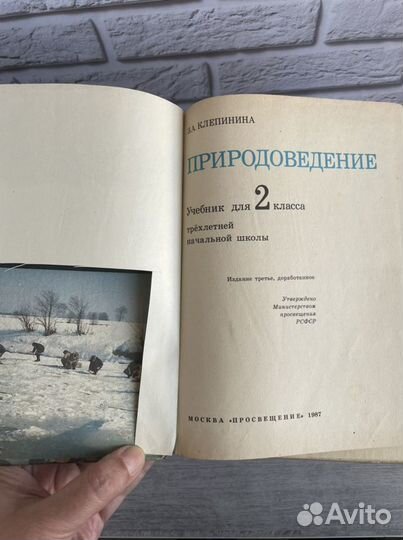 З.А. КЛЕПИНИНА
ПРИРОДОВЕДЕНИЕ
Учебник для 2 класса
трёхлетней
начальной школы
Издание третье, доработанное
Утверждено
Министерством
просвещения
РСФСР
МОСКВА «ПРОСВЕЩЕНИЕ» 1987
Avito